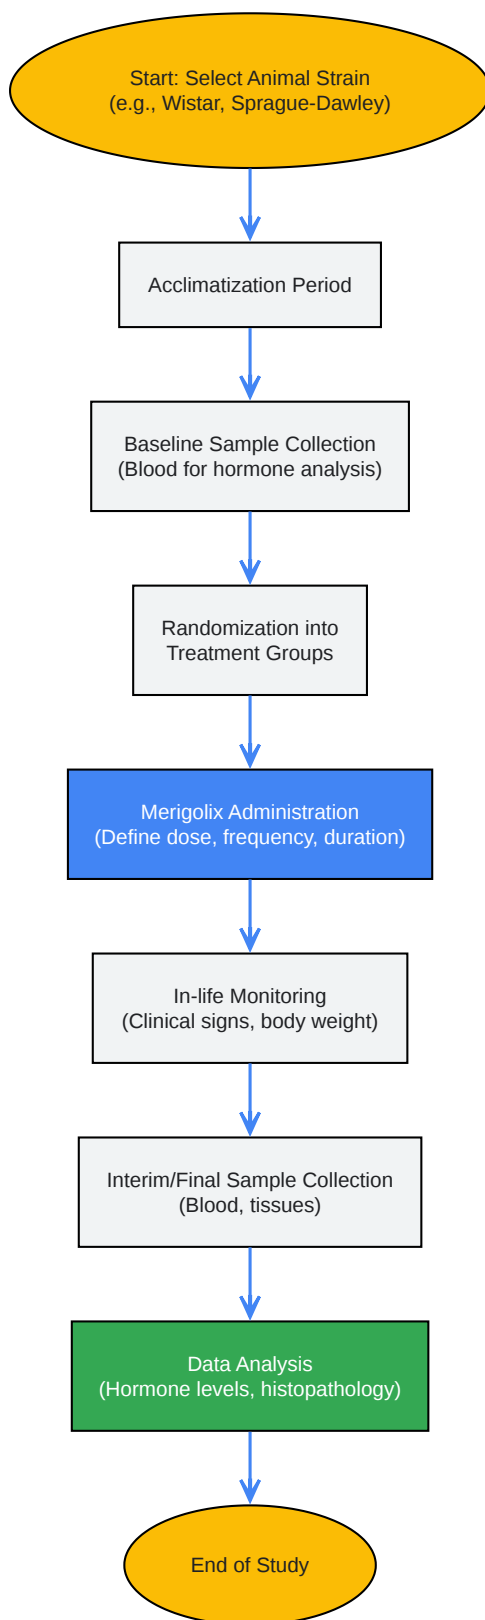 Start: Select Animal Strain
(e.g., Wistar, Sprague-Dawley)
Acclimatization Period
Baseline Sample Collection
(Blood for hormone analysis)
Randomization into
Treatment Groups
Merigolix Administration
(Define dose, frequency, duration)
In-life Monitoring
(Clinical signs, body weight)
Interim/Final Sample Collection
(Blood, tissues)
Data Analysis
(Hormone levels, histopathology)
End of Study